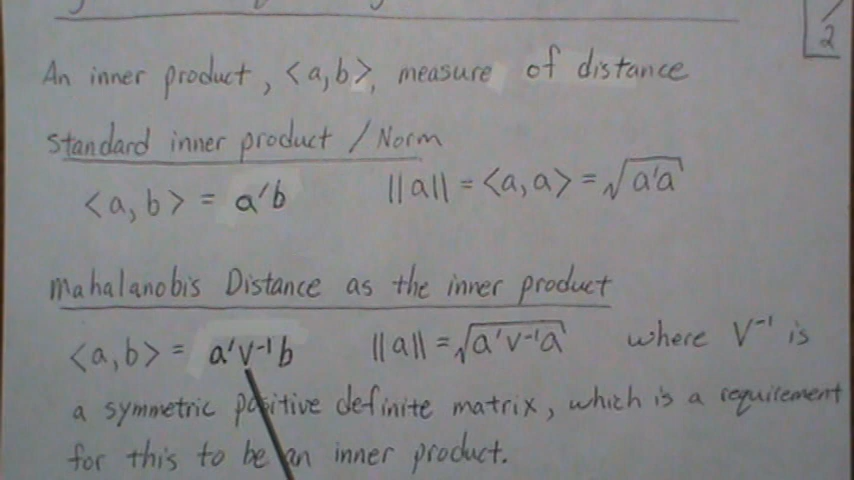 2
An inner product, <a,b>, measure of distance
standard inner product / Norm
<a,b> = a'b ||a|| = <a,a> = √a'a
Mahalanobis Distance as the inner product
<a,b> = a'V⁻¹b ||a|| = √a'V⁻¹a where V⁻¹ is
a symmetric positive definite matrix, which is a requirement
for this to be an inner product.